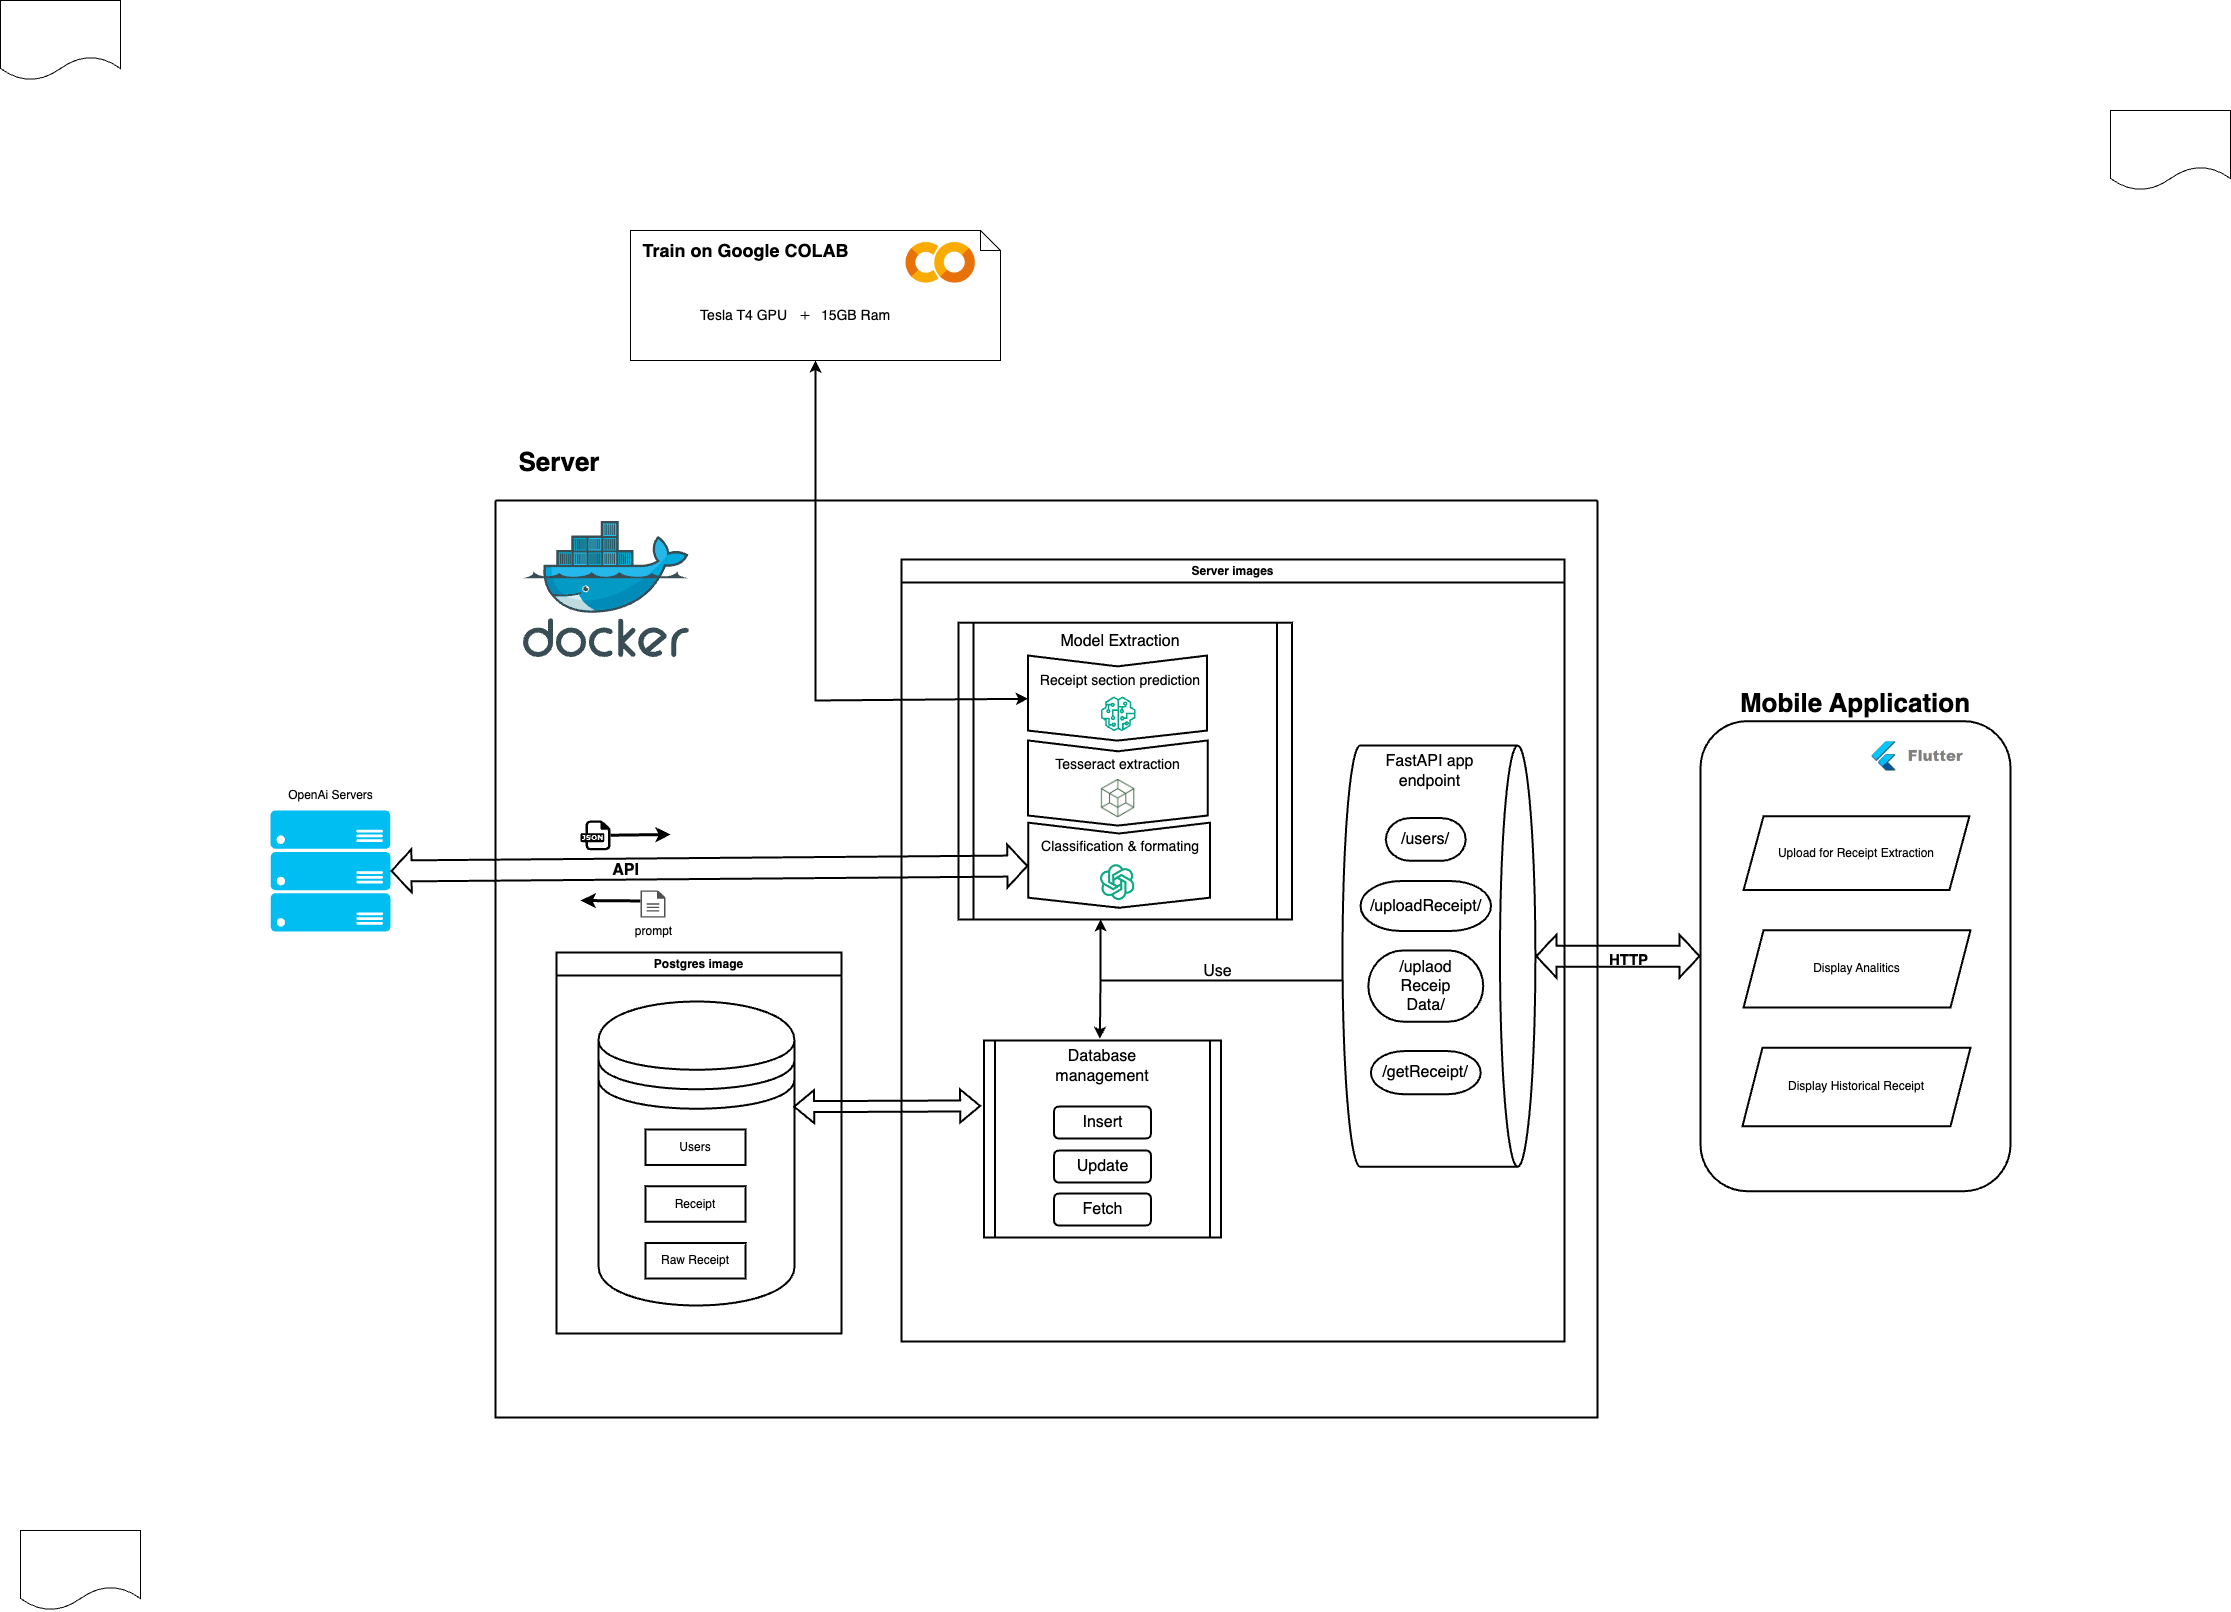 Train on Google COLAB
Tesla T4 GPU + 15GB Ram
Server
docker
Server images
Model Extraction
Receipt section prediction
Tesseract extraction
Classification & formating
OpenAi Servers
JSON
API
prompt
Postgres image
Users
Receipt
Raw Receipt
Use
Database
management
Insert
Update
Fetch
FastAPI app
endpoint
/users/
/uploadReceipt/
/uplaod
Receip
Data/
/getReceipt/
HTTP
Mobile Application
Flutter
Upload for Receipt Extraction
Display Analitics
Display Historical Receipt